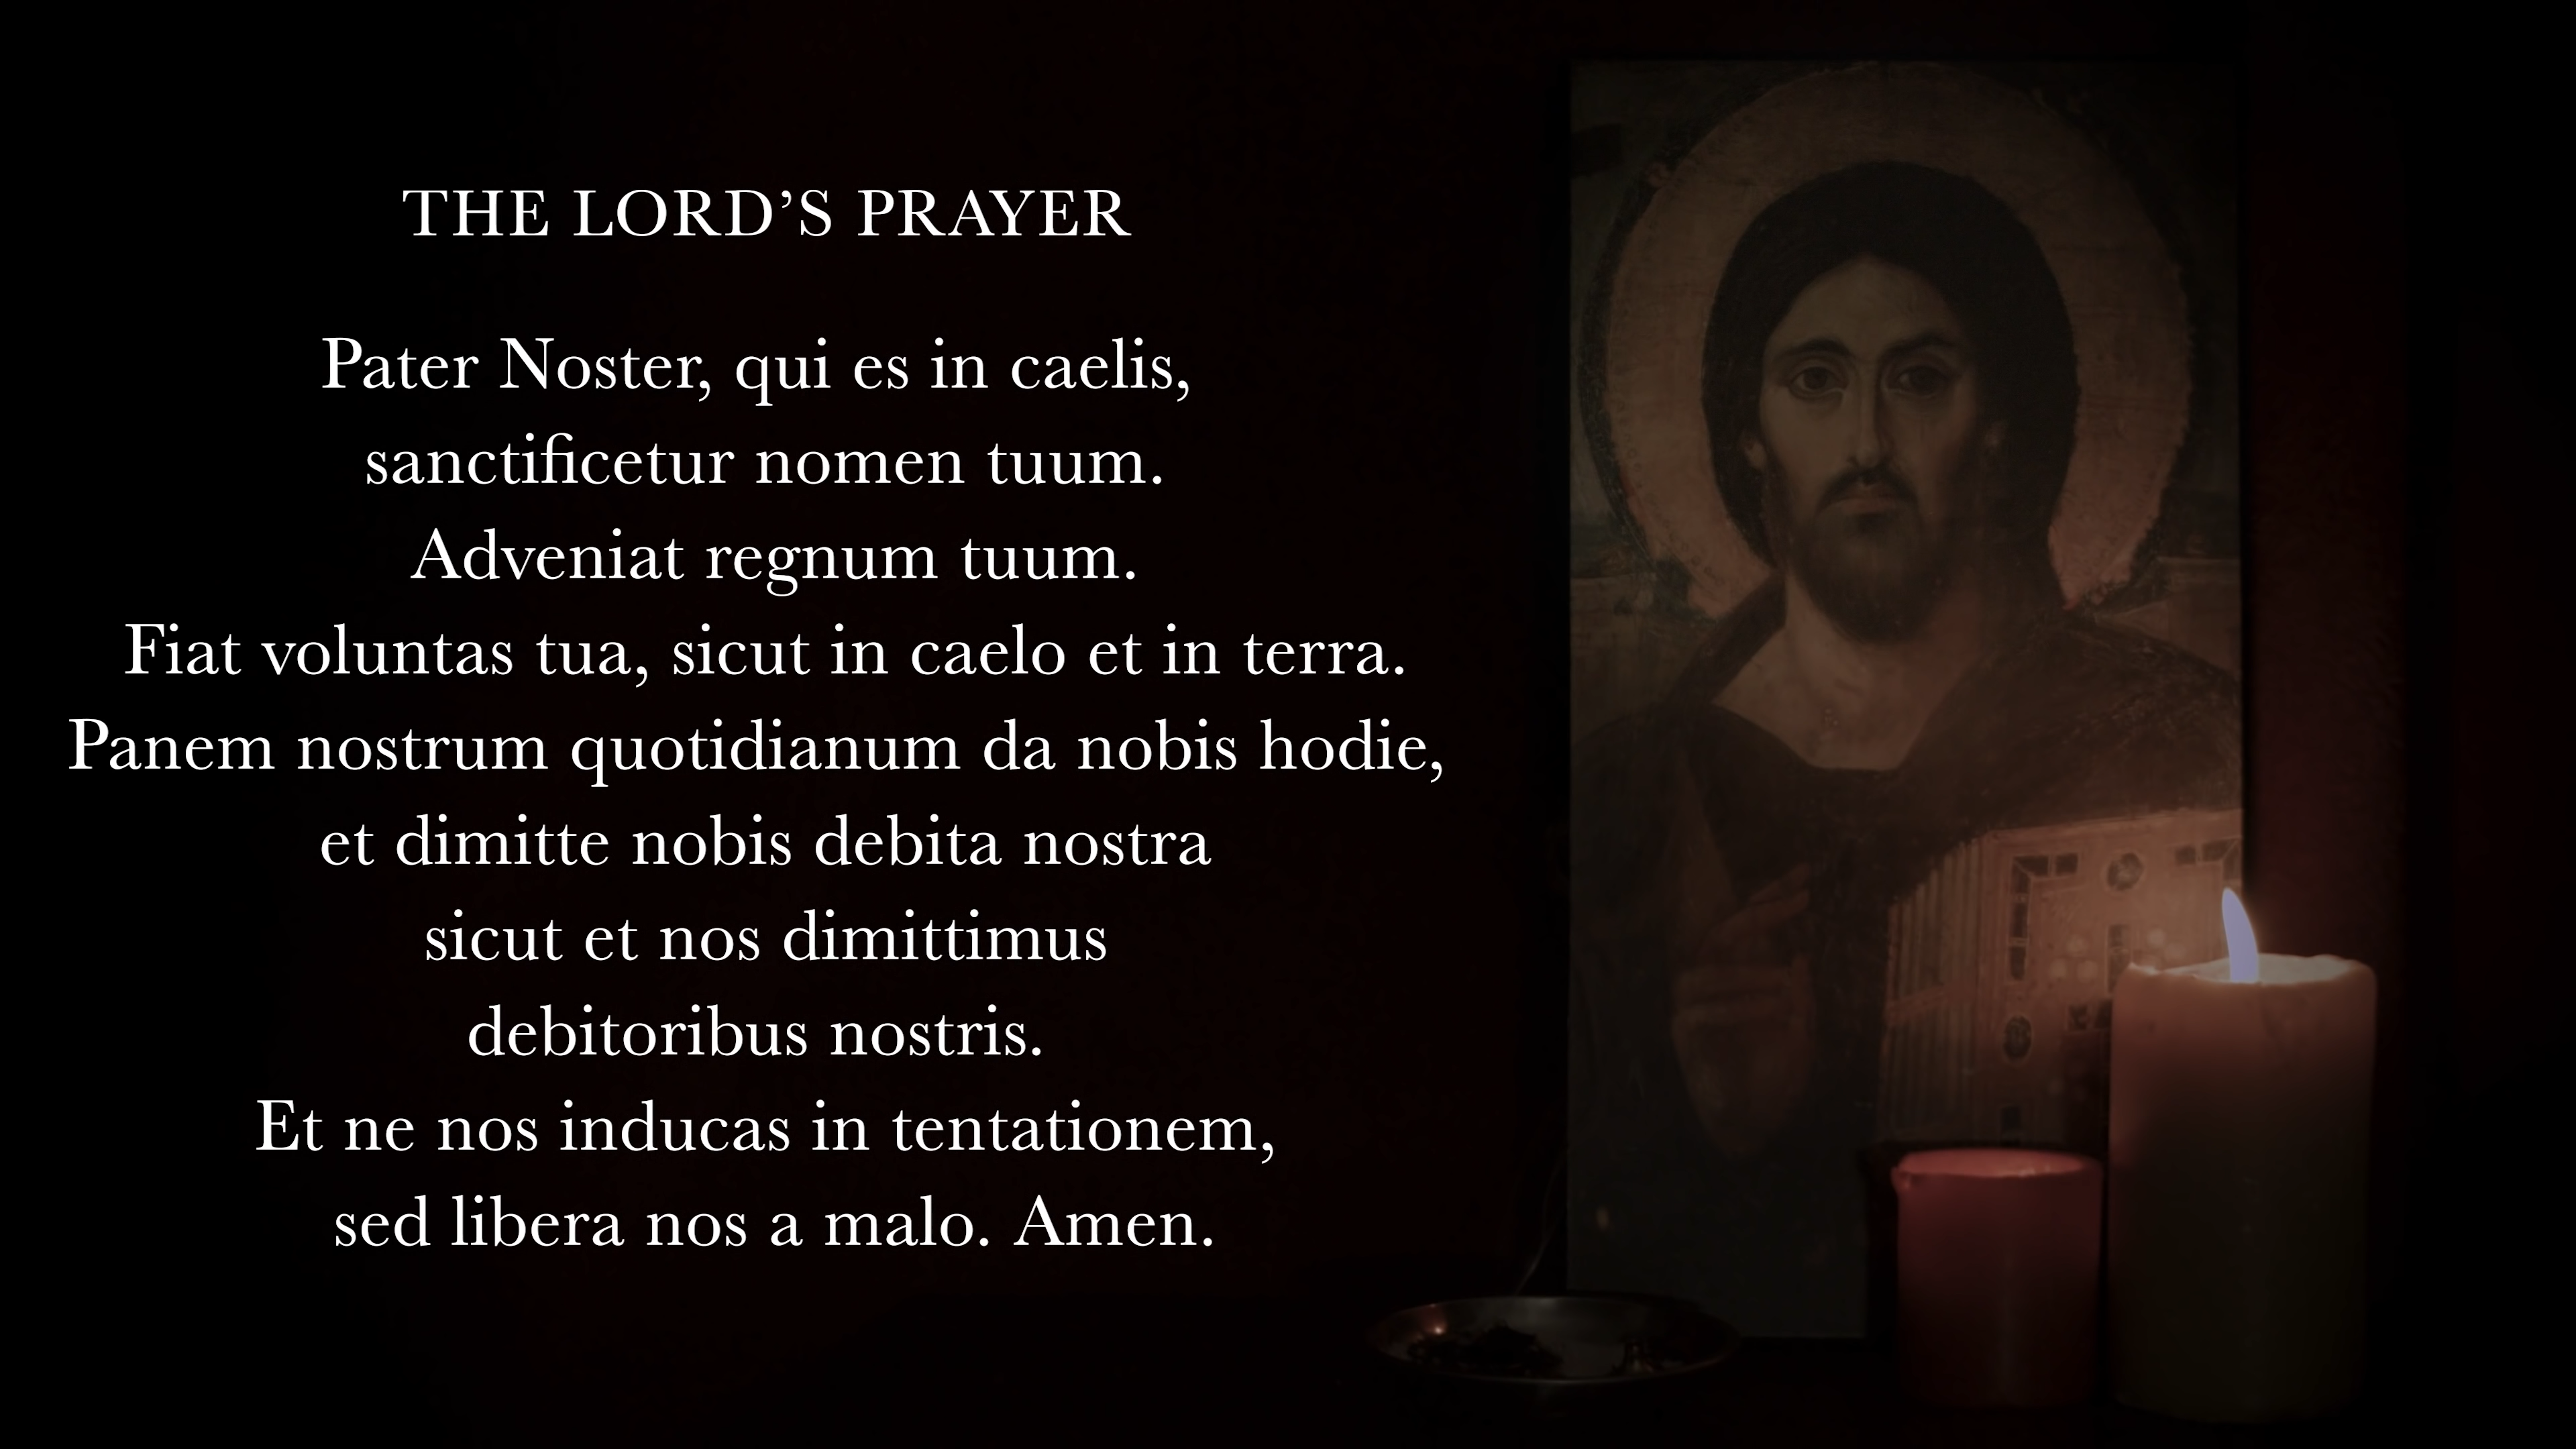 THE LORD’S PRAYER
Pater Noster, qui es in caelis,
sanctificetur nomen tuum.
Adveniat regnum tuum.
Fiat voluntas tua, sicut in caelo et in terra.
Panem nostrum quotidianum da nobis hodie,
et dimitte nobis debita nostra
sicut et nos dimittimus
debitoribus nostris.
Et ne nos inducas in tentationem,
sed libera nos a malo. Amen.